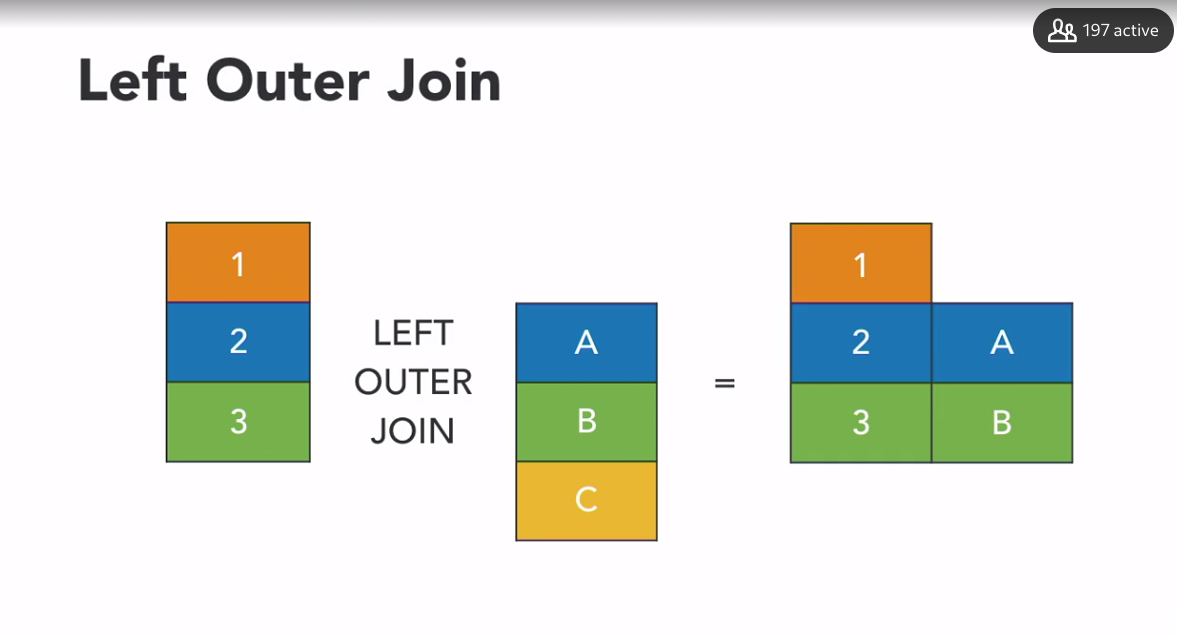 197 active
Left Outer Join
1
2
3
LEFT
OUTER
JOIN
A
B
C
=
1
2 A
3 B